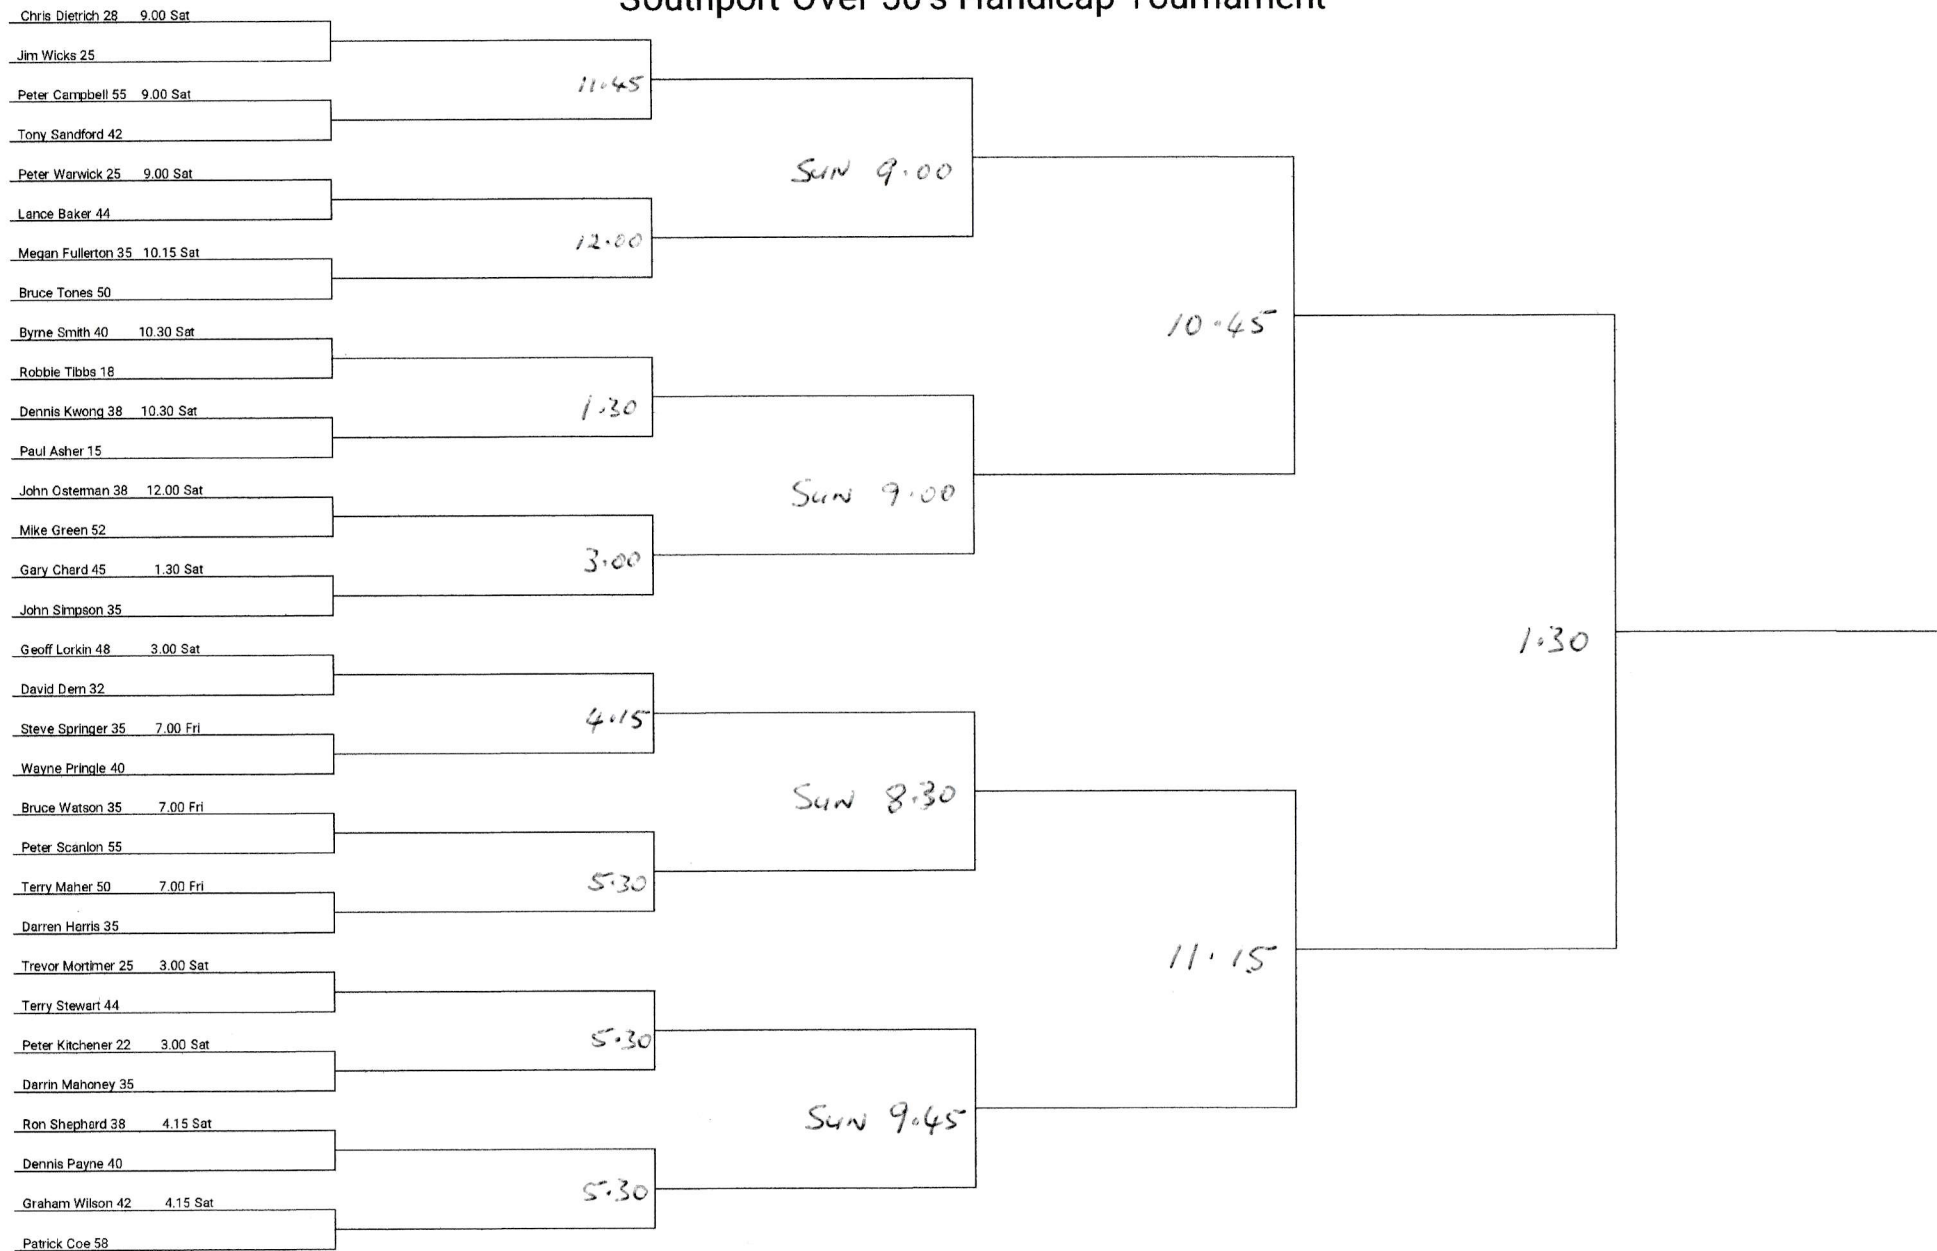 Southport Over 50's Handicap Tournament
Chris Dietrich 28 9.00 Sat
Jim Wicks 25
11.45
Peter Campbell 55 9.00 Sat
Tony Sandford 42
Sun 9.00
Peter Warwick 25 9.00 Sat
Lance Baker 44
12.00
Megan Fullerton 35 10.15 Sat
Bruce Tones 50
10.45
Byrne Smith 40 10.30 Sat
Robbie Tibbs 18
1.30
Dennis Kwong 38 10.30 Sat
Paul Asher 15
Sun 9.00
John Osterman 38 12.00 Sat
Mike Green 52
3.00
Gary Chard 45 1.30 Sat
John Simpson 35
1.30
Geoff Lorkin 48 3.00 Sat
David Dern 32
4.15
Steve Springer 35 7.00 Fri
Wayne Pringle 40
Sun 8.30
Bruce Watson 35 7.00 Fri
Peter Scanlon 55
5.30
Terry Maher 50 7.00 Fri
Darren Harris 35
11.15
Trevor Mortimer 25 3.00 Sat
Terry Stewart 44
5.30
Peter Kitchener 22 3.00 Sat
Darrin Mahoney 35
Sun 9.45
Ron Shephard 38 4.15 Sat
Dennis Payne 40
5.30
Graham Wilson 42 4.15 Sat
Patrick Coe 58